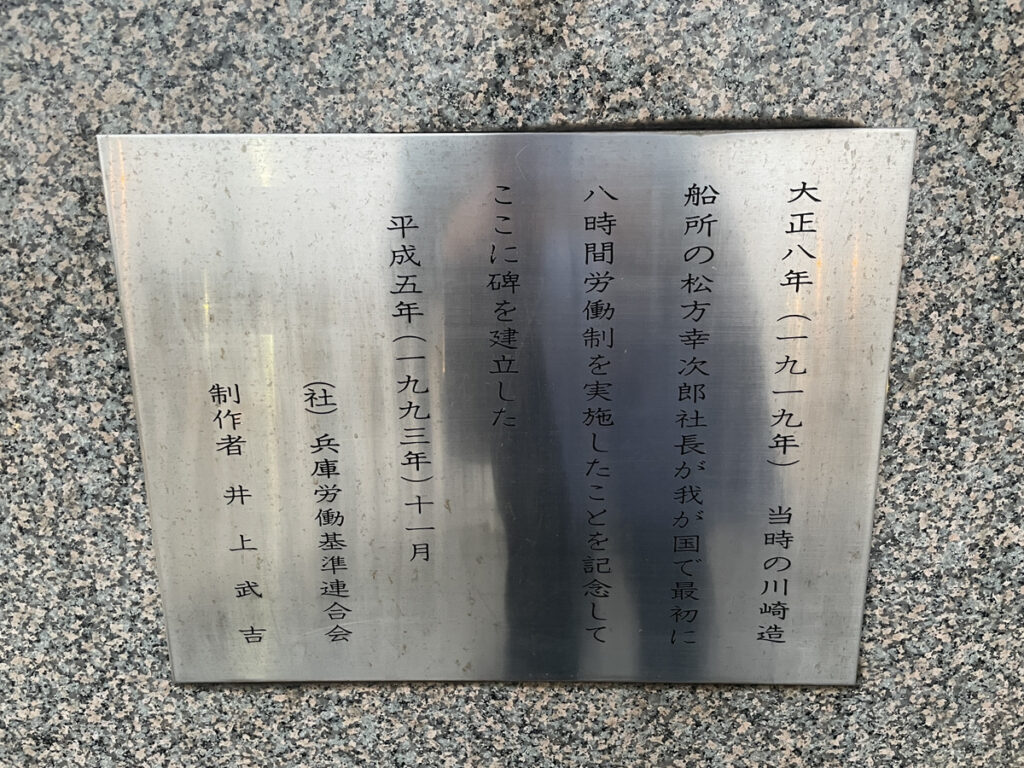 大正八年（一九一九年）　当時の川崎造
船所の松方幸次郎社長が我が国で最初に
八時間労働制を実施したことを記念して
ここに碑を建立した
平成五年（一九九三年）十一月
（社）兵庫労働基準連合会
制作者　井上武吉